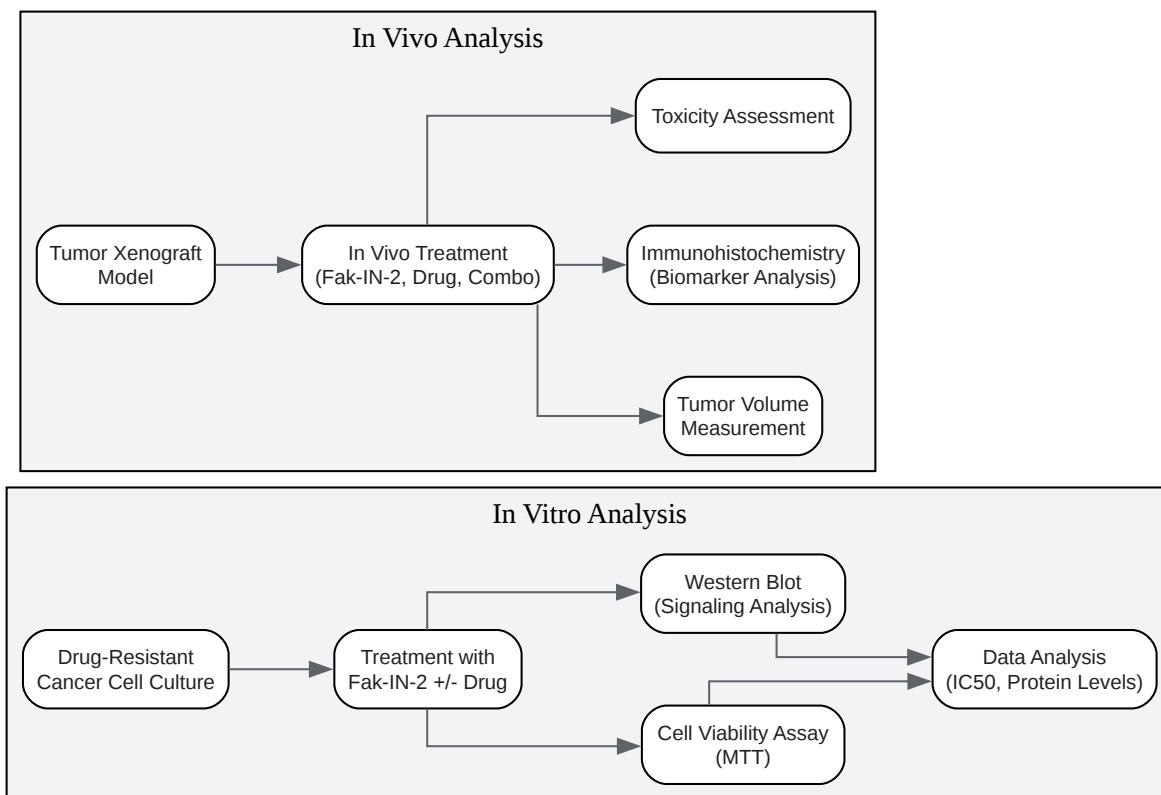 In Vivo Analysis
Toxicity Assessment
Tumor Xenograft
Model
In Vivo Treatment
(Fak-IN-2, Drug, Combo)
Immunohistochemistry
(Biomarker Analysis)
Tumor Volume
Measurement
In Vitro Analysis
Western Blot
(Signaling Analysis)
Drug-Resistant
Cancer Cell Culture
Treatment with
Fak-IN-2 +/- Drug
Data Analysis
(IC50, Protein Levels)
Cell Viability Assay
(MTT)